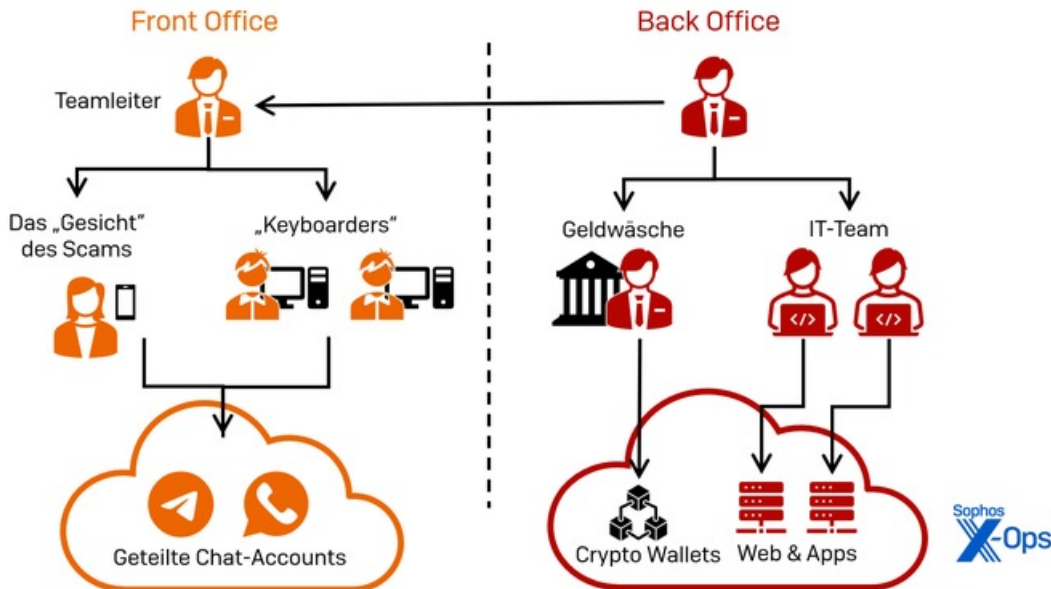 Front Office
Back Office
Teamleiter
Das „Gesicht”
des Scams
„Keyboarders”
Geldwäsche
IT-Team
</>
</>
Geteilte Chat-Accounts
Crypto Wallets
Web & Apps
Sophos
X-Ops